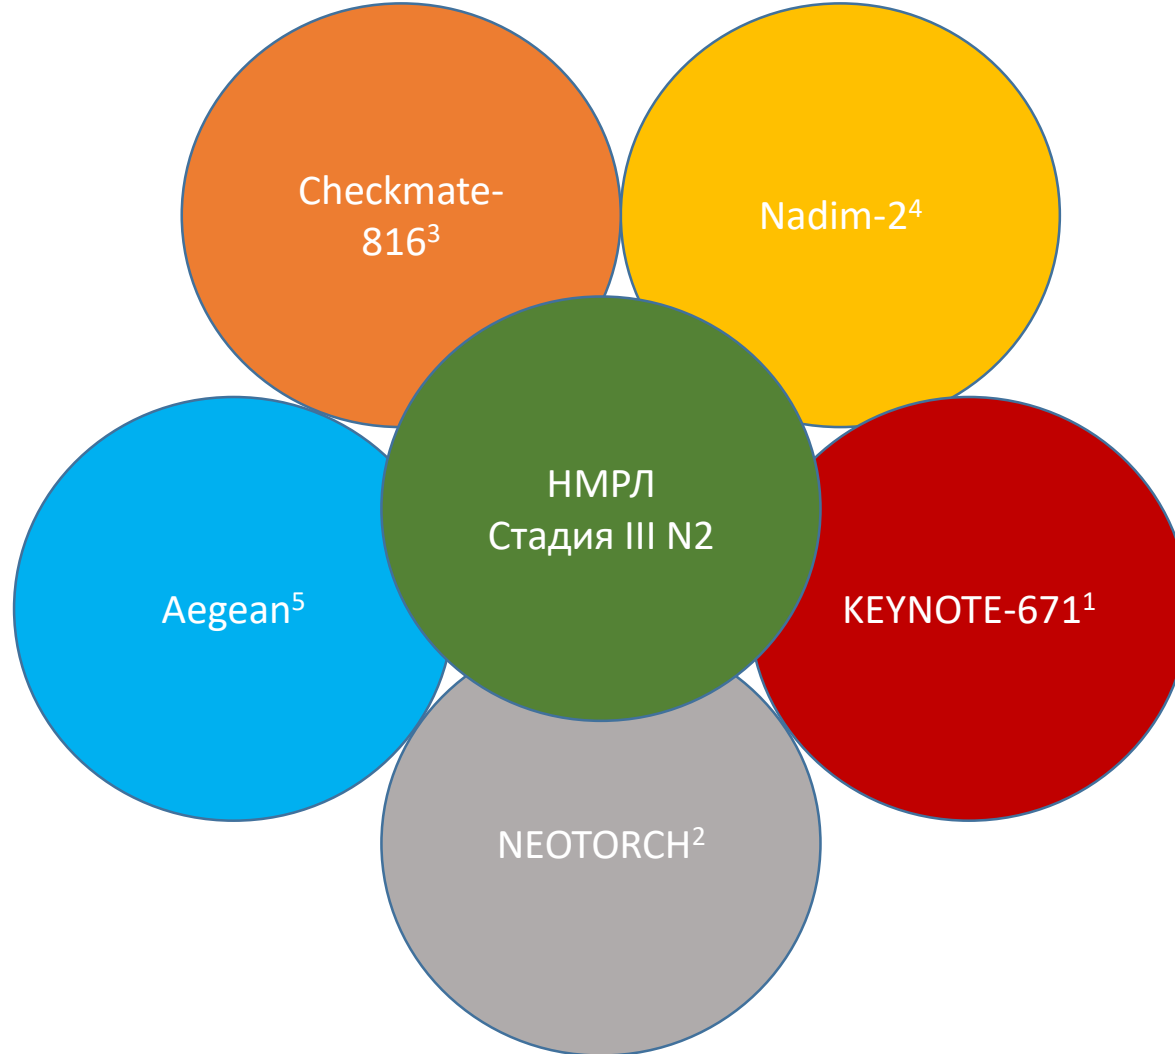 Checkmate-
816³
Nadim-2⁴
НМРЛ
Стадия III N2
Aegean⁵
KEYNOTE-671¹
NEOTORCH²